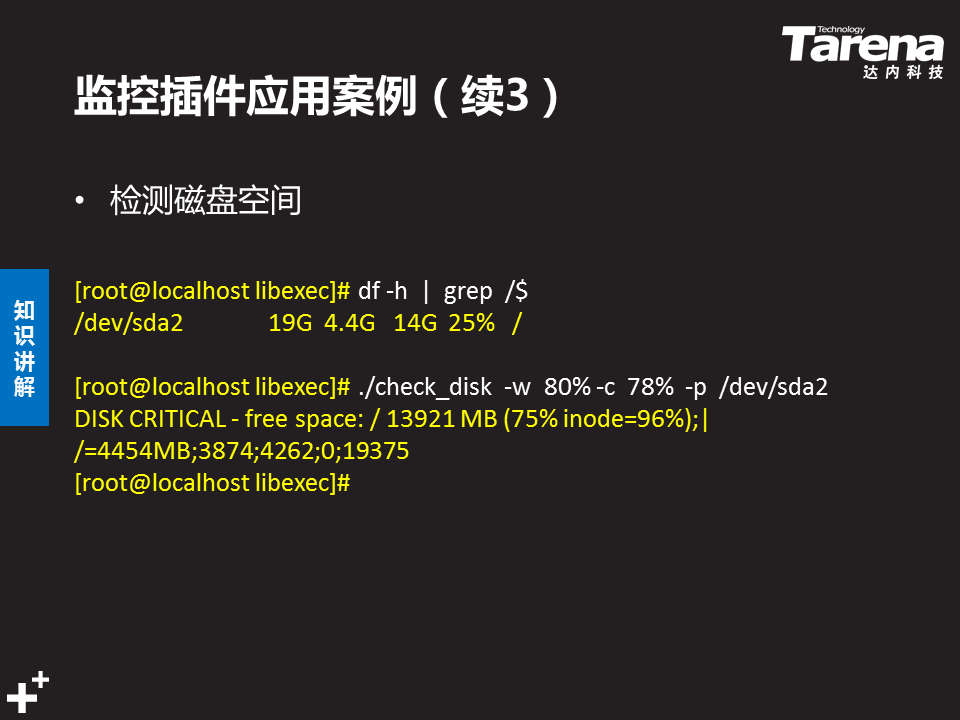 Technology
Tarena
达内科技
监控插件应用案例（续3）
• 检测磁盘空间
知识讲解
[root@localhost libexec]# df -h | grep /$
/dev/sda2 19G 4.4G 14G 25% /
[root@localhost libexec]# ./check_disk -w 80% -c 78% -p /dev/sda2
DISK CRITICAL - free space: / 13921 MB (75% inode=96%);|
/=4454MB;3874;4262;0;19375
[root@localhost libexec]#